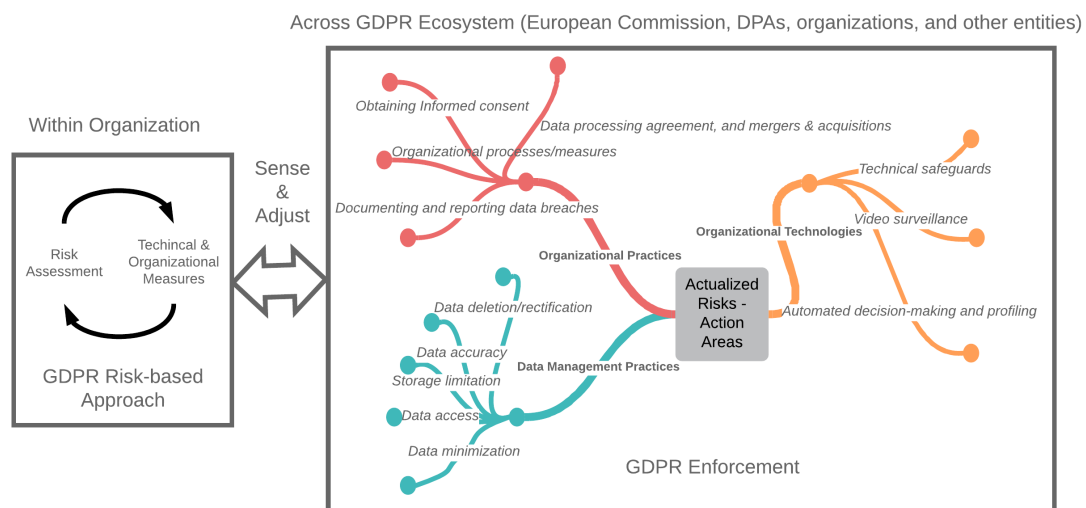 Across GDPR Ecosystem (European Commission, DPAs, organizations, and other entities)
Within Organization
Risk
Assessment
Techincal &
Organizational
Measures
GDPR Risk-based
Approach
Sense
&
Adjust
Obtaining Informed consent
Data processing agreement, and mergers & acquisitions
Organizational processes/measures
Documenting and reporting data breaches
Organizational Practices
Data deletion/rectification
Data accuracy
Storage limitation
Data access
Data minimization
Data Management Practices
Actualized
Risks -
Action
Areas
Technical safeguards
Video surveillance
Organizational Technologies
Automated decision-making and profiling
GDPR Enforcement